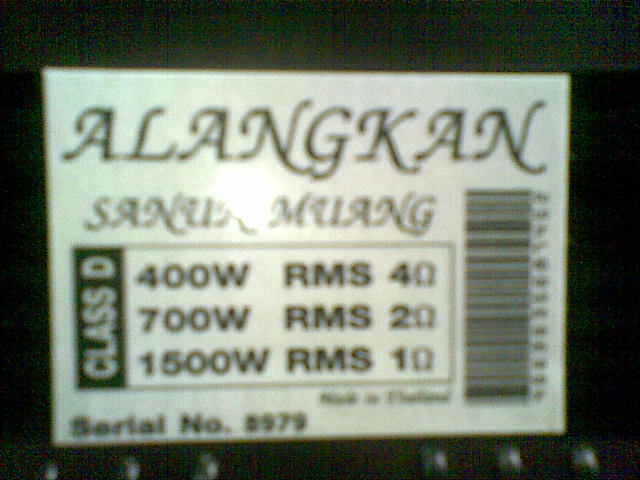 ALANGKAN
MUANG
CLASS D
400W RMS 4Ω
700W RMS 2Ω
1500W RMS 1Ω
Made in Thailand
Serial No. 8979